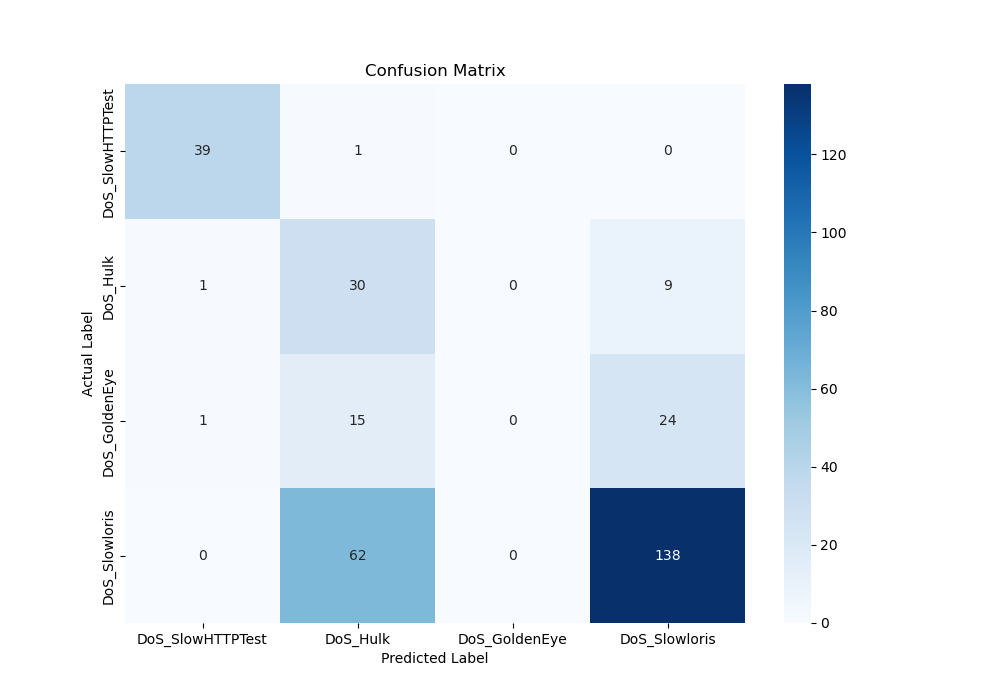 Confusion Matrix
Actual Label
DoS_SlowHTTPTest
39 1 0 0
DoS_Hulk
1 30 0 9
DoS_GoldenEye
1 15 0 24
DoS_Slowloris
0 62 0 138
DoS_SlowHTTPTest DoS_Hulk DoS_GoldenEye DoS_Slowloris
Predicted Label
120
100
80
60
40
20
0